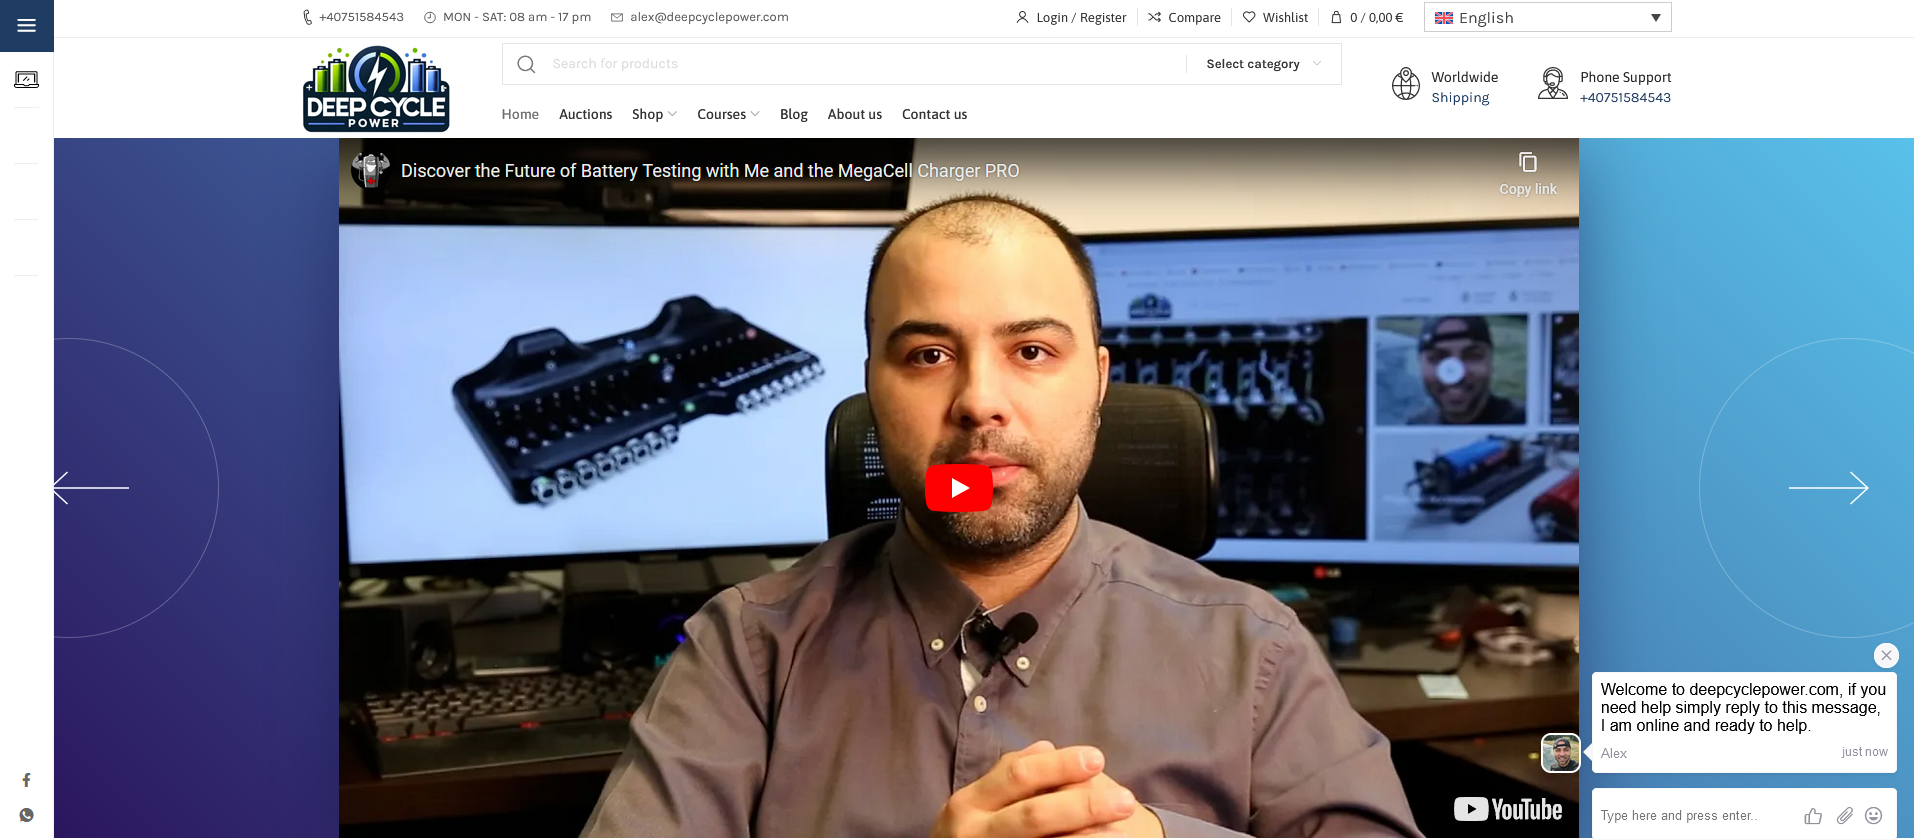 +40751584543
MON - SAT: 08 am - 17 pm
alex@deepcyclepower.com
Login / Register
Compare
Wishlist
0 / 0,00 €
English
DEEP CYCLE
POWER
Search for products
Select category
Worldwide
Shipping
Phone Support
+40751584543
Home
Auctions
Shop
Courses
Blog
About us
Contact us
Discover the Future of Battery Testing with Me and the MegaCell Charger PRO
Copy link
LG
YouTube
Welcome to deepcyclepower.com, if you
need help simply reply to this message,
I am online and ready to help.
Alex
just now
Type here and press enter..